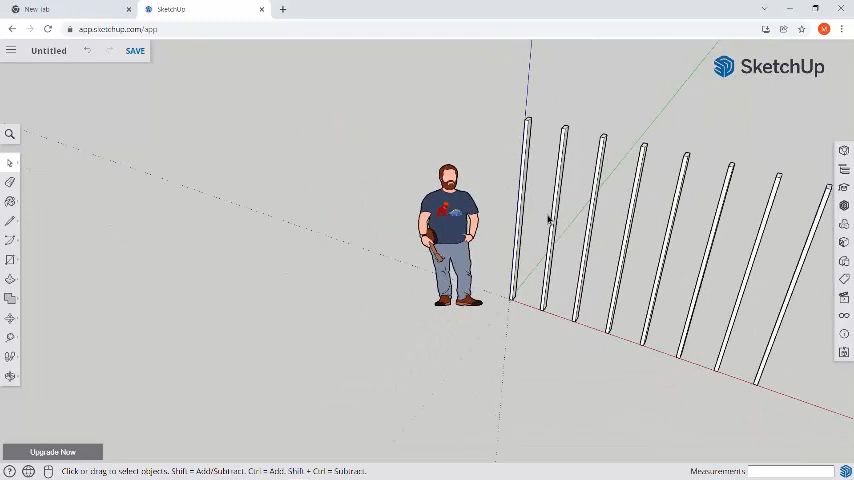 New Tab
SketchUp
app.sketchup.com/app
M
Untitled
SAVE
SketchUp
Upgrade Now
Click or drag to select objects. Shift = Add/Subtract. Ctrl = Add. Shift + Ctrl = Subtract.
Measurements